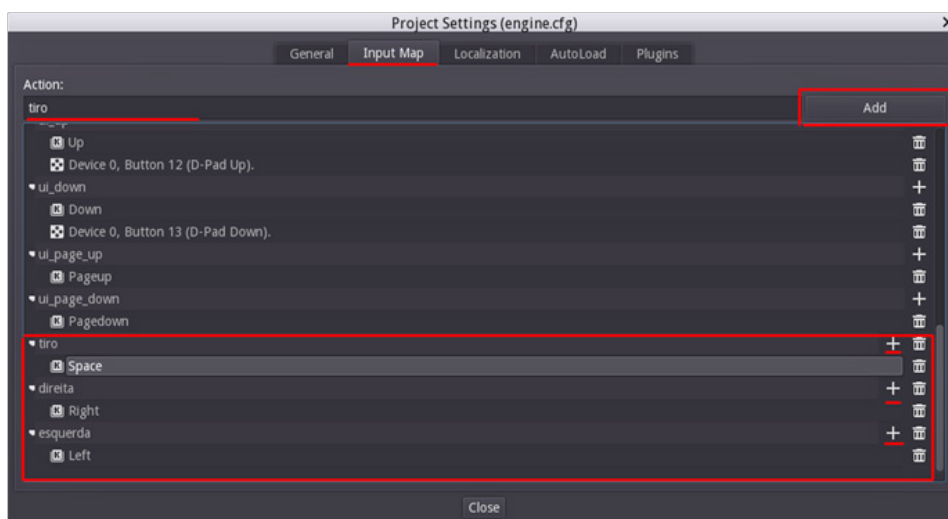 Project Settings (engine.cfg)
General Input Map Localization AutoLoad Plugins
Action:
tiro Add
ui_up
Up
Device 0, Button 12 (D-Pad Up).
ui_down
Down
Device 0, Button 13 (D-Pad Down).
ui_page_up
Pageup
ui_page_down
Pagedown
tiro
Space
direita
Right
esquerda
Left
Close